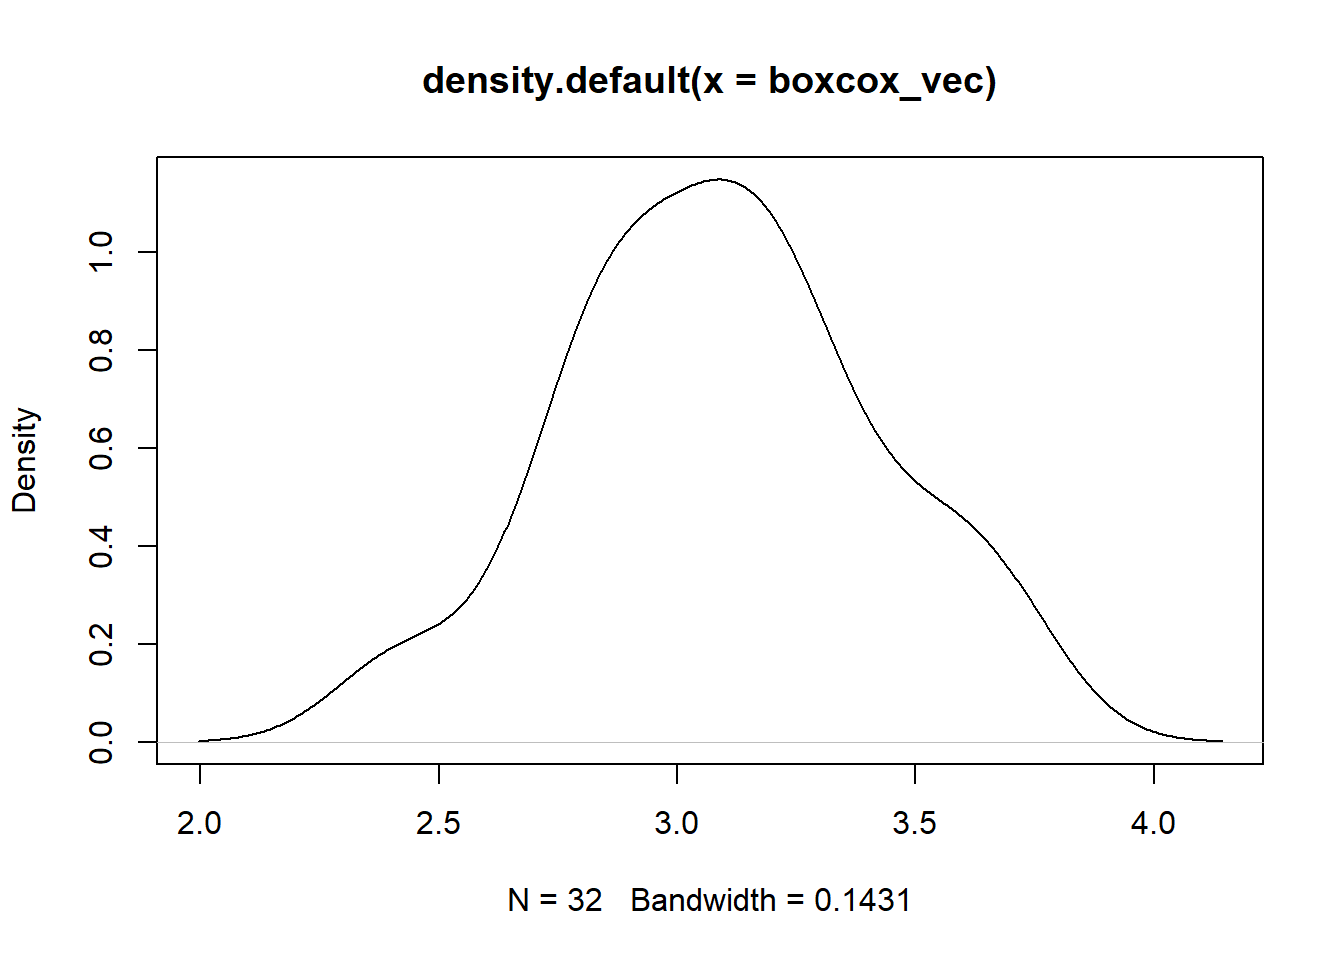 density.default(x = boxcox_vec)
Density
0.0 0.2 0.4 0.6 0.8 1.0
2.0 2.5 3.0 3.5 4.0
N = 32   Bandwidth = 0.1431